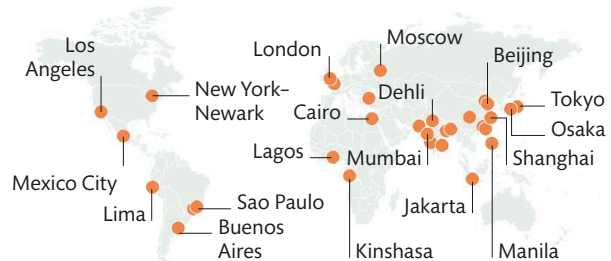 Los
Angeles
New York–
Newark
Mexico City
Lima
Sao Paulo
Buenos
Aires
London
Moscow
Cairo
Lagos
Kinshasa
Dehli
Mumbai
Jakarta
Beijing
Tokyo
Osaka
Shanghai
Manila